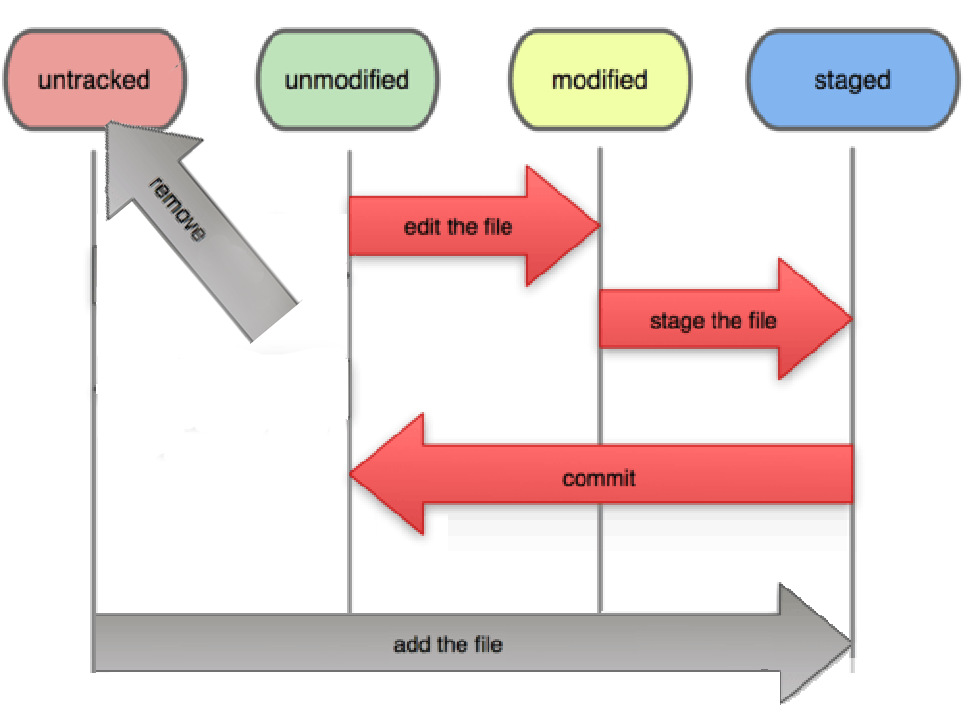 untracked
unmodified
modified
staged
remove
edit the file
stage the file
commit
add the file